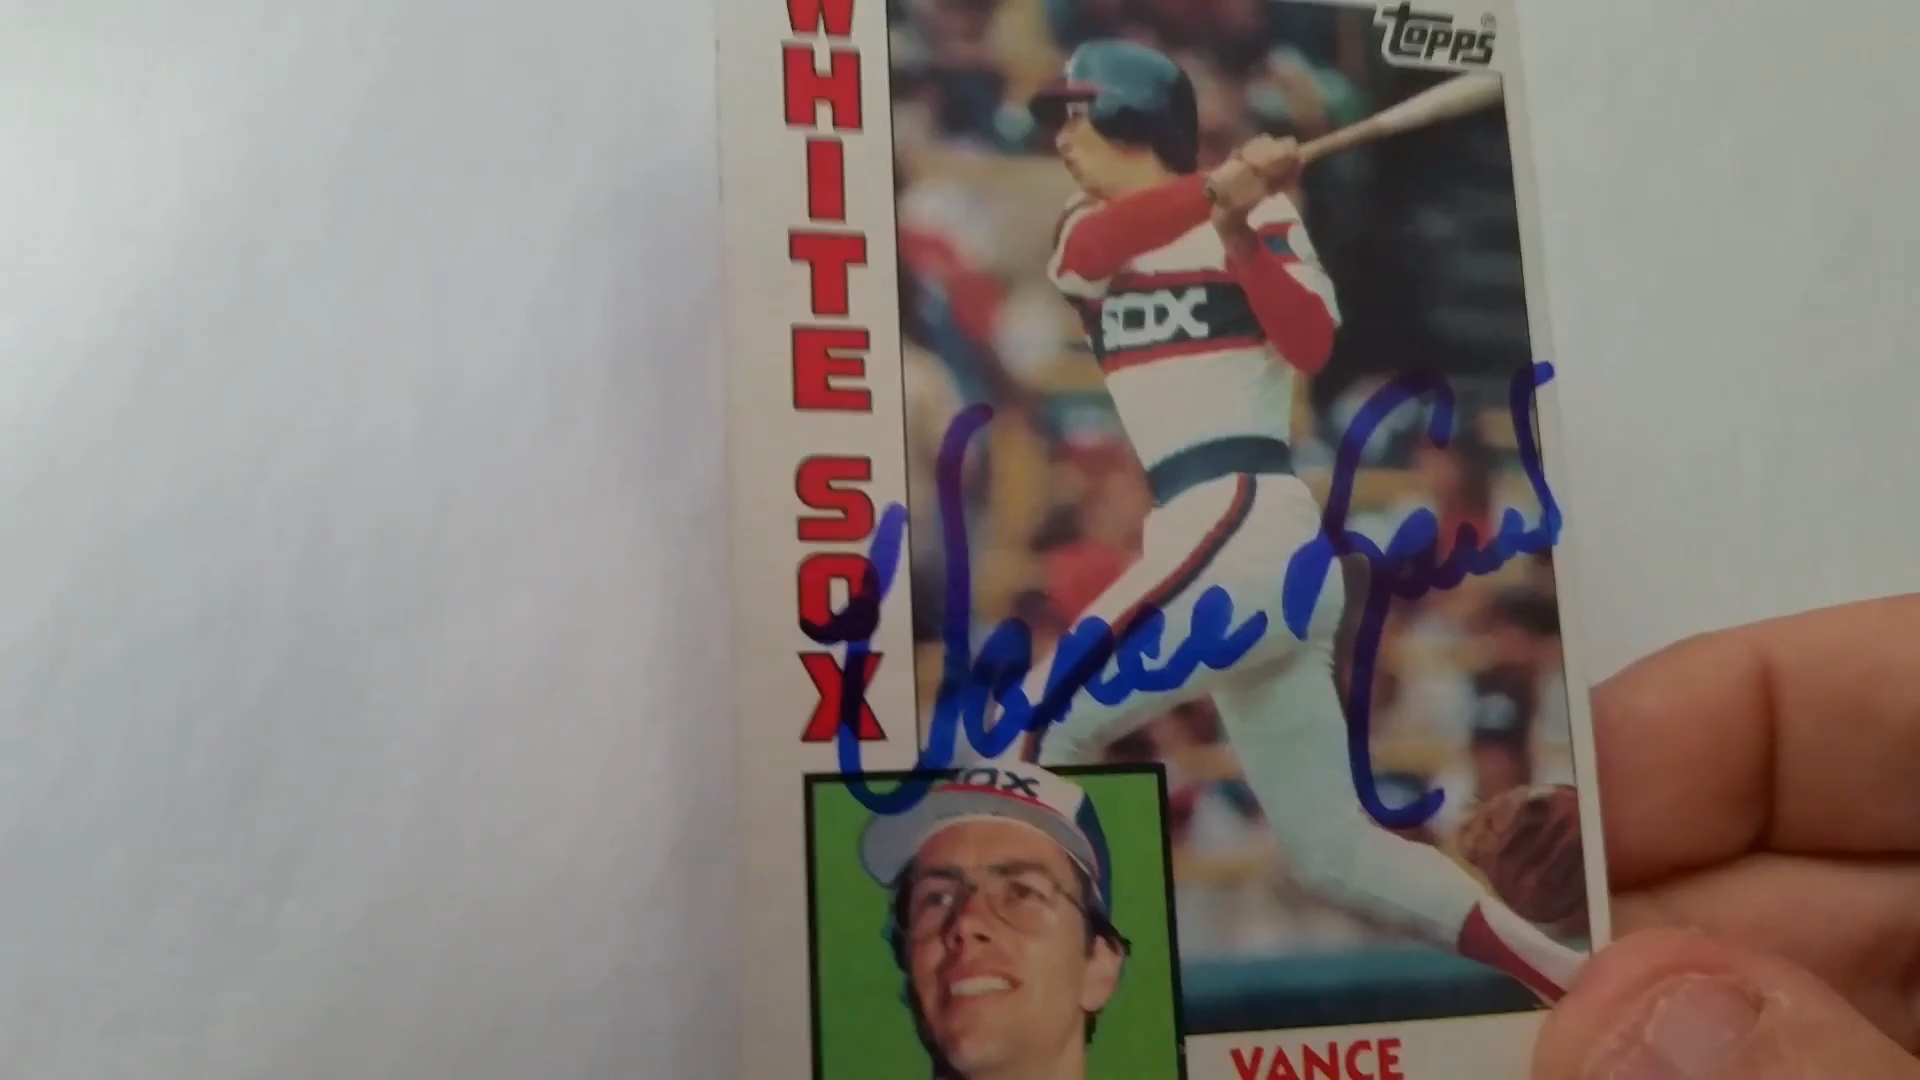 WHITE SOX
topps
SOX
Vance Law
SOX
VANCE